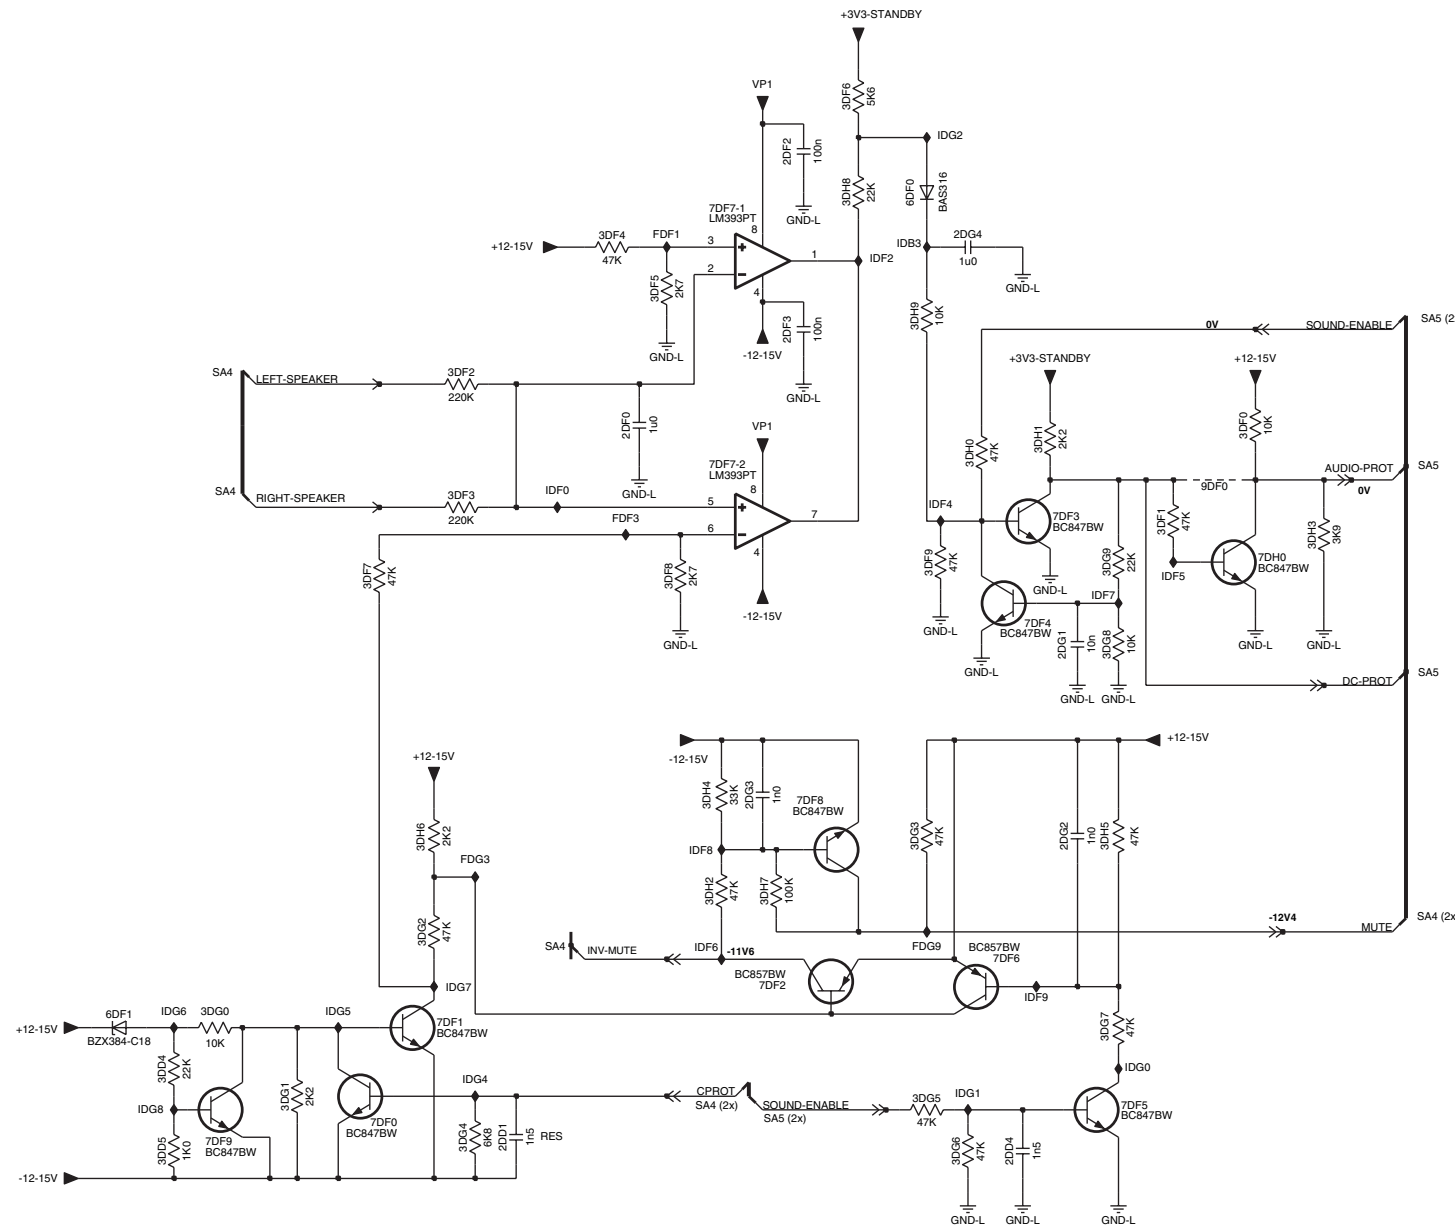 +3V3-STANDBY
3DF6
5K6
VP1
IDG2
2DF2
100n
3DH8
22K
6DF0
BAS316
7DF7-1
LM393PT
GND-L
8
+12-15V
3DF4
47K
FDF1
3
2
1
IDF2
IDB3
2DG4
1u0
GND-L
3DF5
2K7
4
GND-L
-12-15V
2DF3
100n
GND-L
3DH9
10K
0V
SOUND-ENABLE
SA5 (2
+3V3-STANDBY
+12-15V
SA4
LEFT-SPEAKER
3DF2
220K
2DF0
1u0
GND-L
VP1
7DF7-2
LM393PT
8
3DH0
47K
3DH1
2K2
3DF0
10K
AUDIO-PROT
SA5
0V
SA4
RIGHT-SPEAKER
3DF3
220K
IDF0
FDF3
5
6
7
4
9DF0
IDF4
7DF3
BC847BW
3DF1
47K
3DH3
3K9
3DF7
47K
3DF8
2K7
GND-L
-12-15V
3DF9
47K
GND-L
GND-L
3DG9
22K
IDF5
7DH0
BC847BW
IDF7
7DF4
BC847BW
2DG1
10n
3DG8
10K
GND-L
GND-L
GND-L
GND-L
GND-L
DC-PROT
SA5
+12-15V
-12-15V
+12-15V
3DH4
33K
2DG3
1n0
7DF8
BC847BW
3DG3
47K
2DG2
1n0
3DH5
47K
3DH6
2K2
FDG3
IDF8
3DH2
47K
3DH7
100K
3DG2
47K
-12V4
MUTE
SA4 (2x
SA4
INV-MUTE
IDF6
-11V6
FDG9
BC857BW
7DF6
BC857BW
7DF2
IDF9
IDG7
+12-15V
6DF1
BZX384-C18
IDG6
3DG0
10K
IDG5
7DF1
BC847BW
3DG7
47K
3DD4
22K
IDG0
IDG8
3DG1
2K2
IDG4
CPROT
SA4 (2x)
SOUND-ENABLE
SA5 (2x)
3DG5
47K
IDG1
7DF5
BC847BW
7DF9
BC847BW
7DF0
BC847BW
3DD5
1K0
3DG4
6K8
2DD1
1n5
RES
3DG6
47K
2DD4
1n5
-12-15V
GND-L
GND-L
GND-L